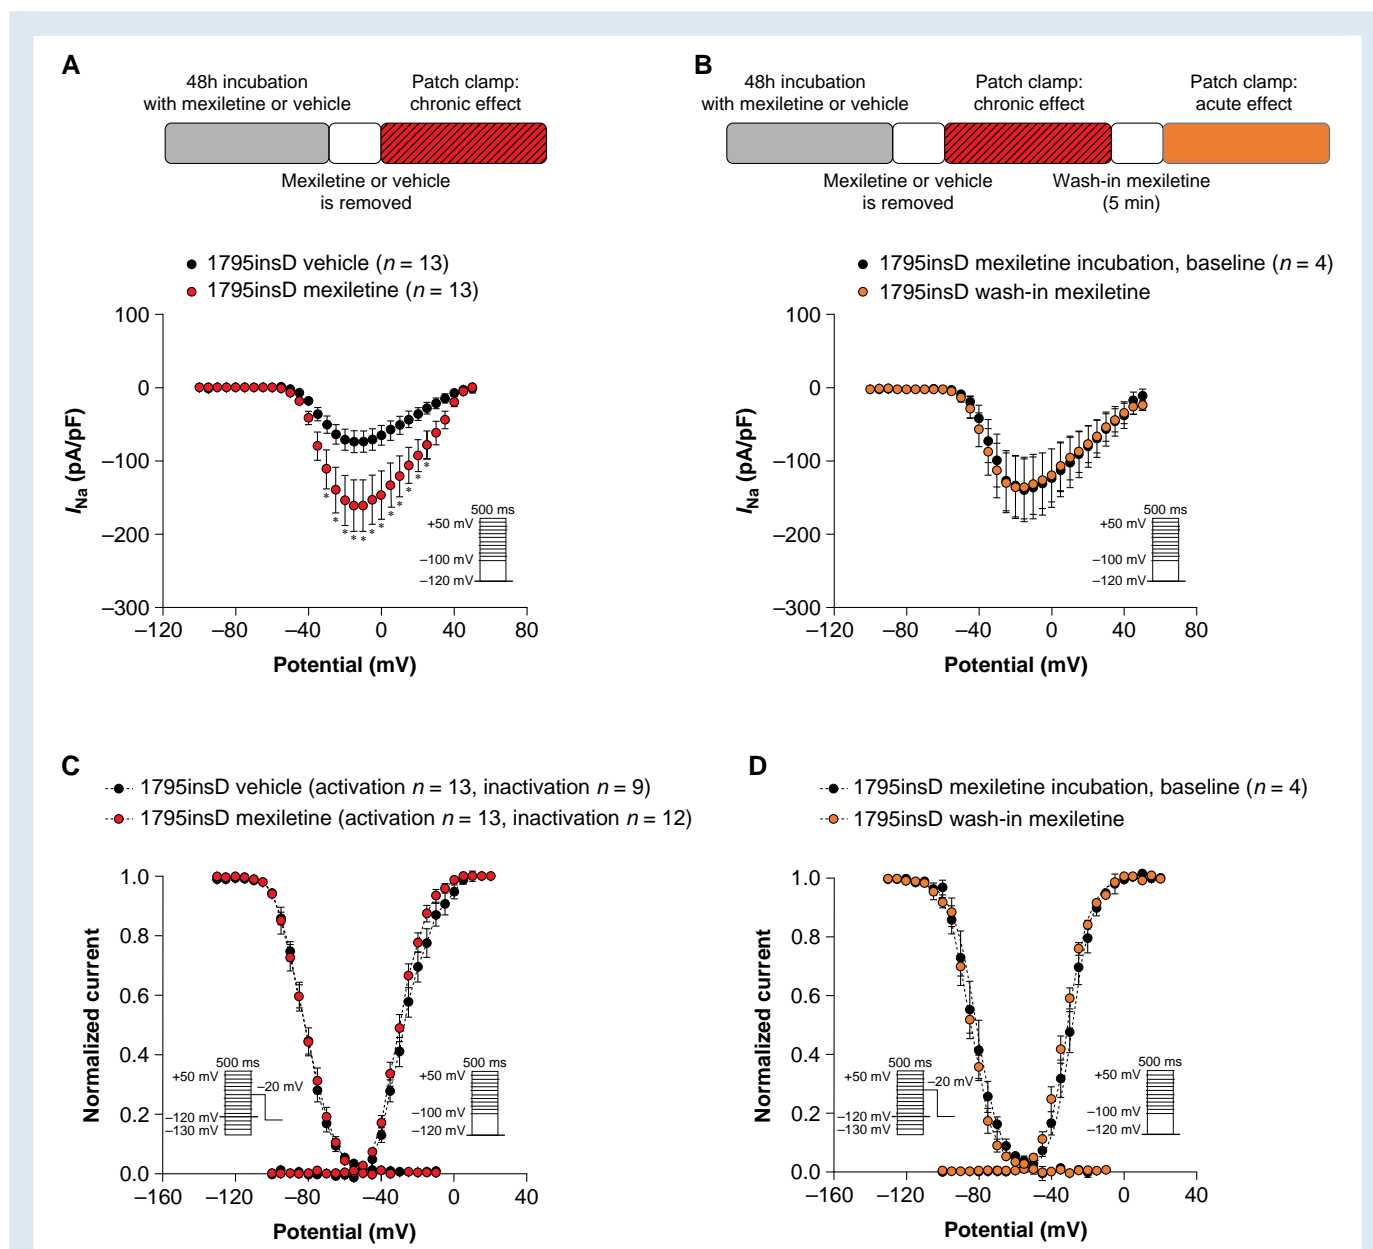 A
48h incubation
with mexiletine or vehicle
Patch clamp:
chronic effect
Mexiletine or vehicle
is removed
1795insD vehicle (n = 13)
1795insD mexiletine (n = 13)
100
0
–100
–200
–300
INa (pA/pF)
–120
–80
–40
0
40
80
Potential (mV)
* * * * * * * * * * * *
500 ms
+50 mV
–100 mV
–120 mV
B
48h incubation
with mexiletine or vehicle
Patch clamp:
chronic effect
Patch clamp:
acute effect
Mexiletine or vehicle
is removed
Wash-in mexiletine
(5 min)
1795insD mexiletine incubation, baseline (n = 4)
1795insD wash-in mexiletine
100
0
–100
–200
–300
INa (pA/pF)
–120
–80
–40
0
40
80
Potential (mV)
500 ms
+50 mV
–100 mV
–120 mV
C
1795insD vehicle (activation n = 13, inactivation n = 9)
1795insD mexiletine (activation n = 13, inactivation n = 12)
1.0
0.8
0.6
0.4
0.2
0.0
Normalized current
–160
–120
–80
–40
0
40
Potential (mV)
500 ms
+50 mV
–20 mV
–120 mV
–130 mV
500 ms
+50 mV
–100 mV
–120 mV
D
1795insD mexiletine incubation, baseline (n = 4)
1795insD wash-in mexiletine
1.0
0.8
0.6
0.4
0.2
0.0
Normalized current
–160
–120
–80
–40
0
40
Potential (mV)
500 ms
+50 mV
–20 mV
–120 mV
–130 mV
500 ms
+50 mV
–100 mV
–120 mV